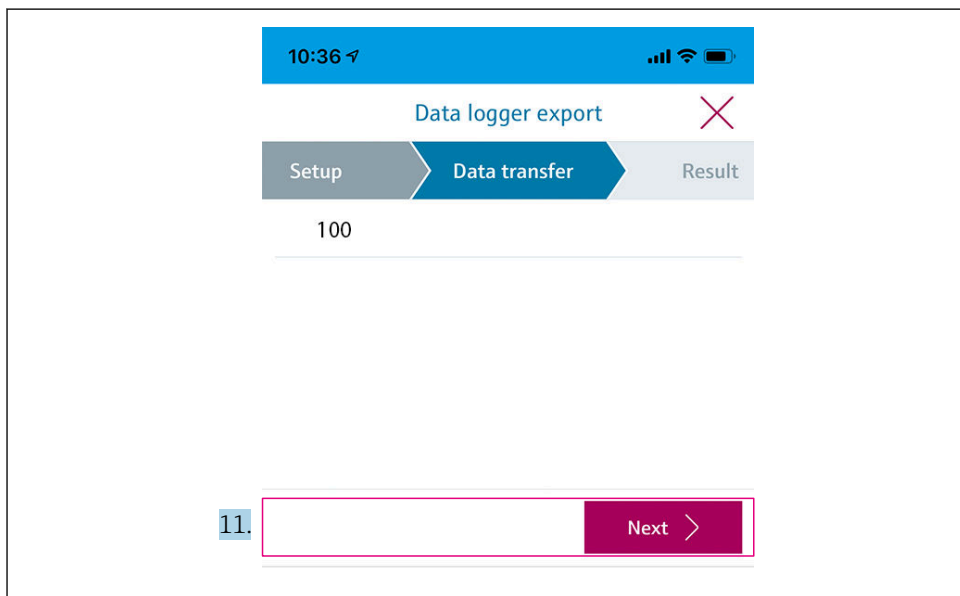 10:36
Data logger export
Setup Data transfer Result
100
11. Next